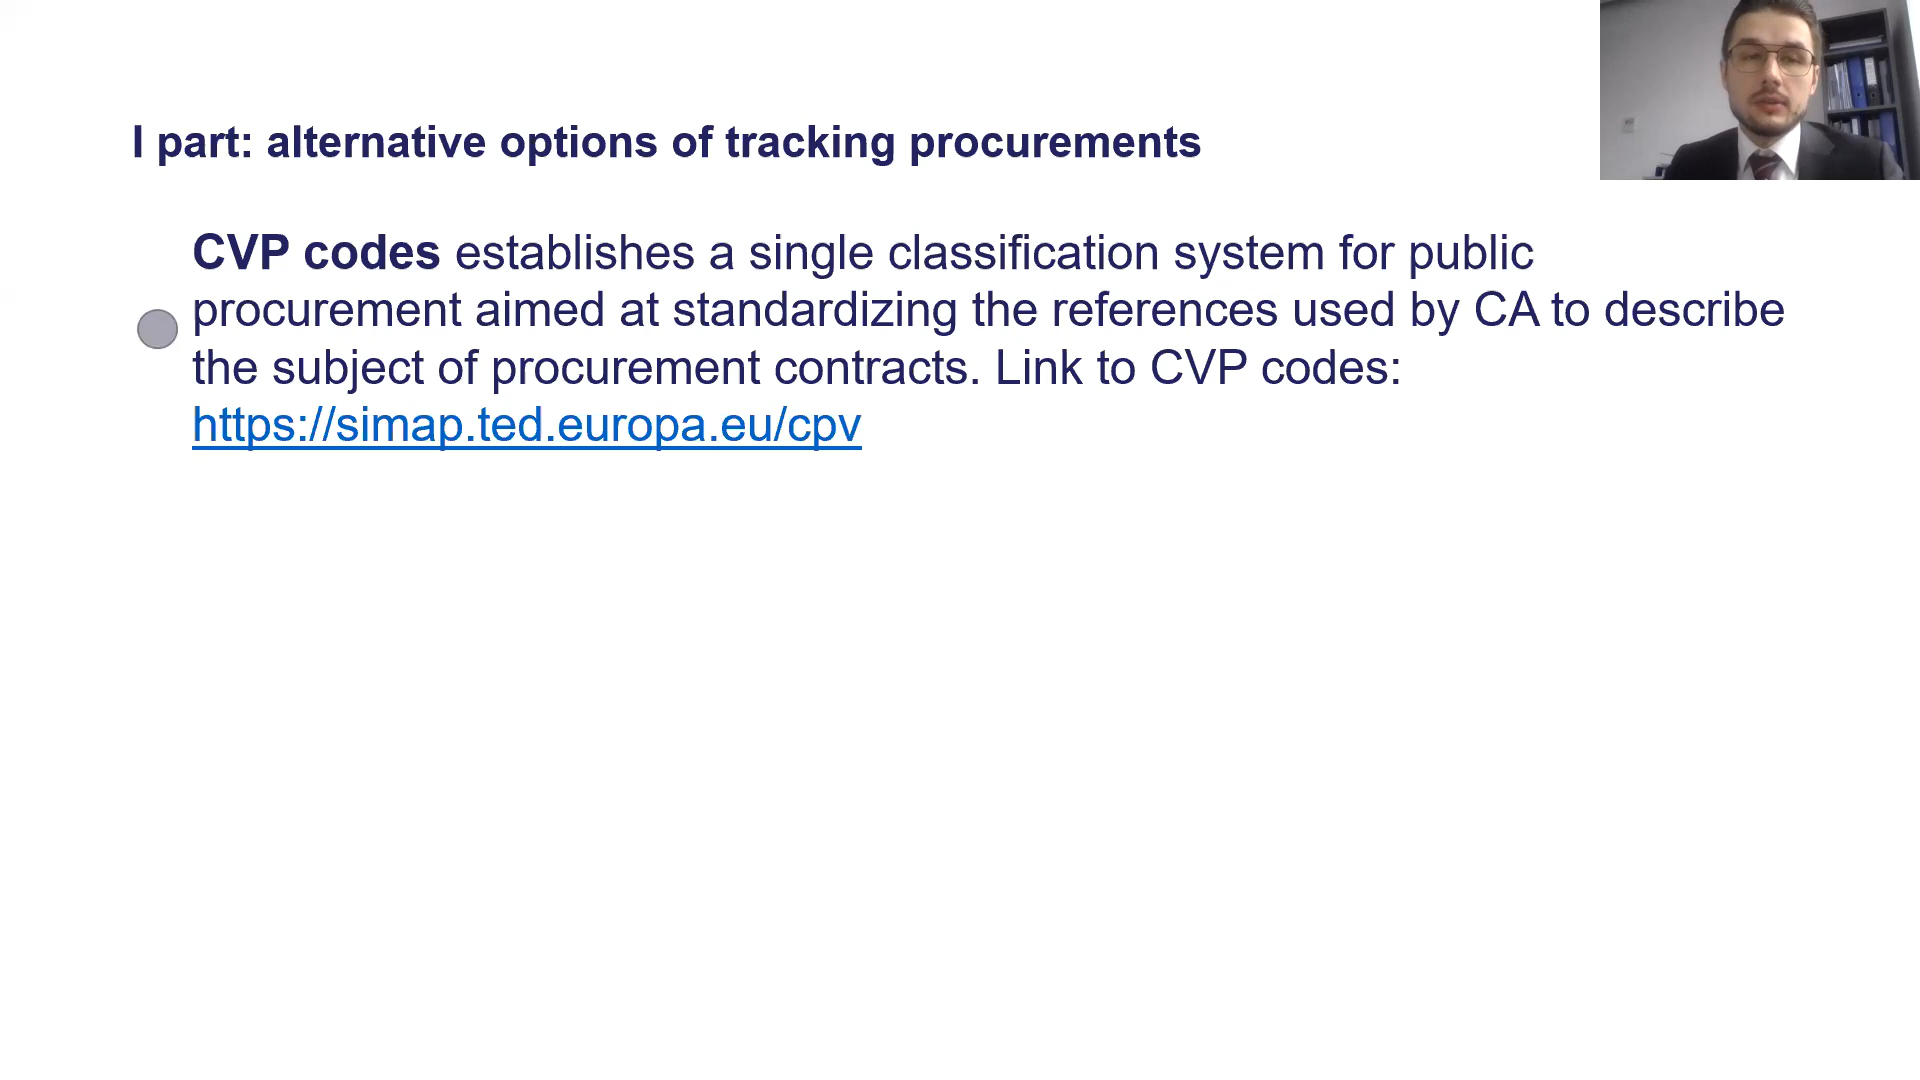 I part: alternative options of tracking procurements
CVP codes establishes a single classification system for public
procurement aimed at standardizing the references used by CA to describe
the subject of procurement contracts. Link to CVP codes:
https://simap.ted.europa.eu/cpv